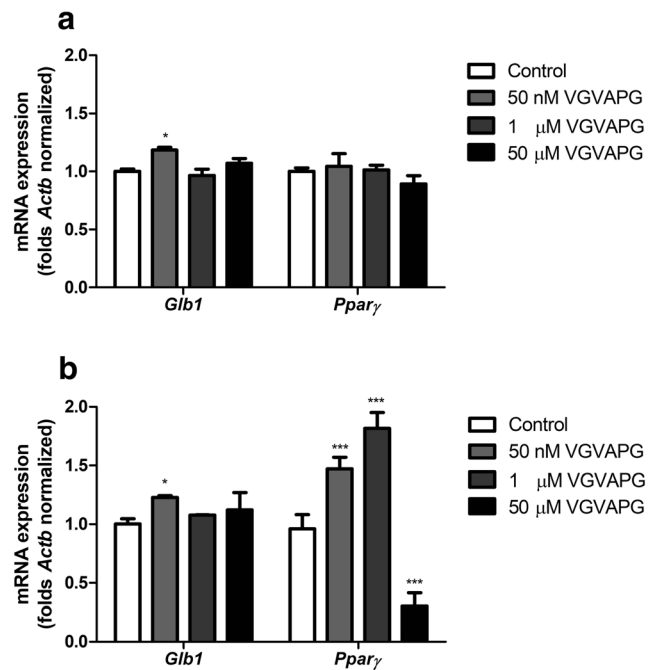 a
mRNA expression
(folds Actb normalized)
2.0
1.5
1.0
0.5
0.0
*
Glb1
Pparγ
Control
50 nM VGVAPG
1 μM VGVAPG
50 μM VGVAPG
b
mRNA expression
(folds Actb normalized)
2.0
1.5
1.0
0.5
0.0
*
***
***
***
Glb1
Pparγ
Control
50 nM VGVAPG
1 μM VGVAPG
50 μM VGVAPG